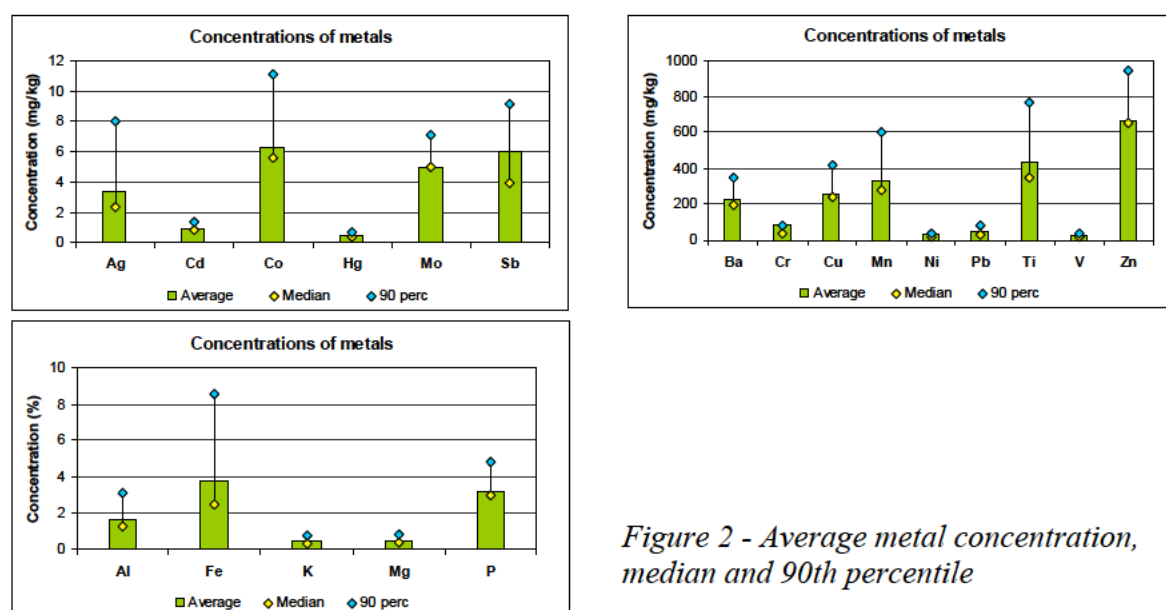 Concentrations of metals
Concentration (mg/kg)
12
10
8
6
4
2
0
Ag Cd Co Hg Mo Sb
Average Median 90 perc
Concentrations of metals
Concentration (mg/kg)
1000
800
600
400
200
0
Ba Cr Cu Mn Ni Pb Ti V Zn
Average Median 90 perc
Concentrations of metals
Concentration (%)
10
8
6
4
2
0
Al Fe K Mg P
Average Median 90 perc
Figure 2 - Average metal concentration,
median and 90th percentile